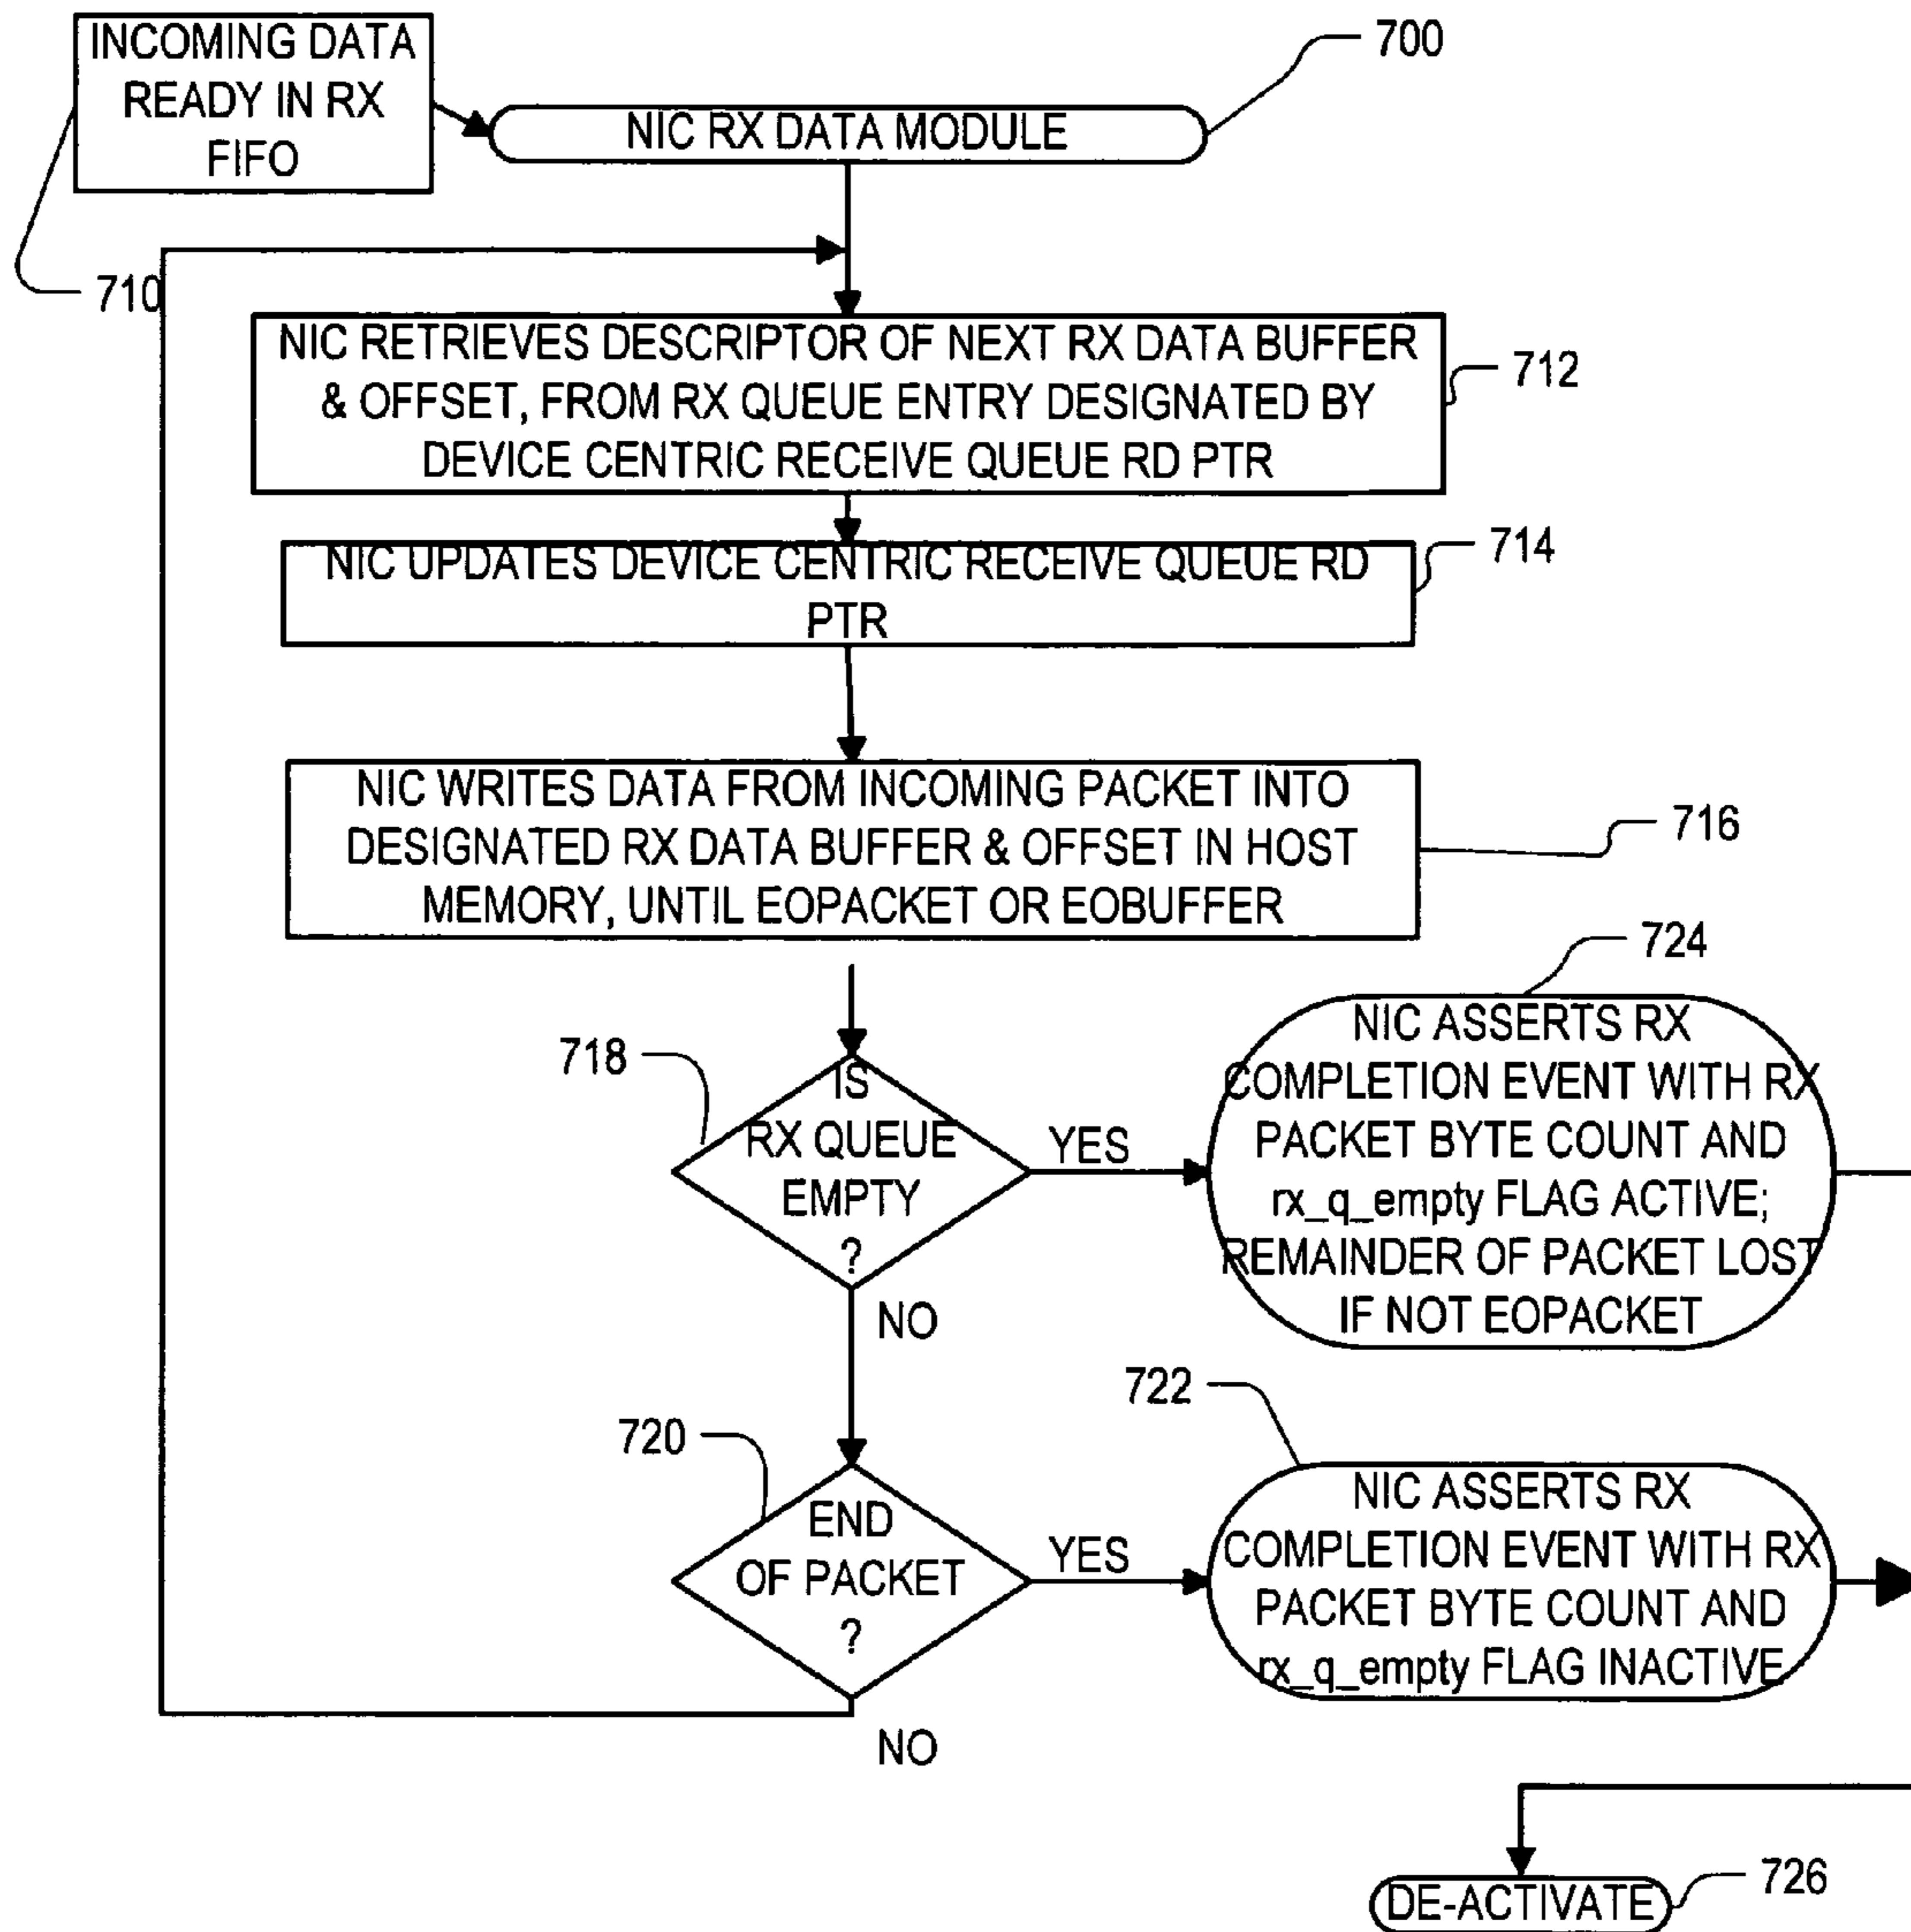 INCOMING DATA
READY IN RX
FIFO
700
NIC RX DATA MODULE
710
NIC RETRIEVES DESCRIPTOR OF NEXT RX DATA BUFFER
& OFFSET, FROM RX QUEUE ENTRY DESIGNATED BY
DEVICE CENTRIC RECEIVE QUEUE RD PTR
712
NIC UPDATES DEVICE CENTRIC RECEIVE QUEUE RD
PTR
714
NIC WRITES DATA FROM INCOMING PACKET INTO
DESIGNATED RX DATA BUFFER & OFFSET IN HOST
MEMORY, UNTIL EOPACKET OR EOBUFFER
716
718
IS
RX QUEUE
EMPTY
?
YES
NO
724
NIC ASSERTS RX
COMPLETION EVENT WITH RX
PACKET BYTE COUNT AND
rx_q_empty FLAG ACTIVE;
REMAINDER OF PACKET LOST
IF NOT EOPACKET
720
END
OF PACKET
?
YES
NO
722
NIC ASSERTS RX
COMPLETION EVENT WITH RX
PACKET BYTE COUNT AND
rx_q_empty FLAG INACTIVE
DE-ACTIVATE
726